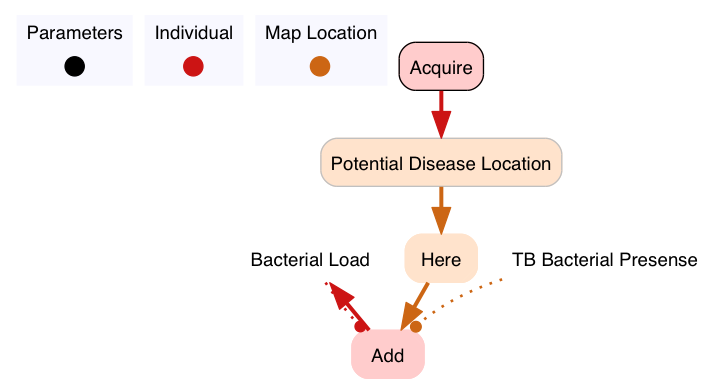 Parameters
Individual
Map Location
Acquire
Potential Disease Location
Bacterial Load
Here
TB Bacterial Presense
Add